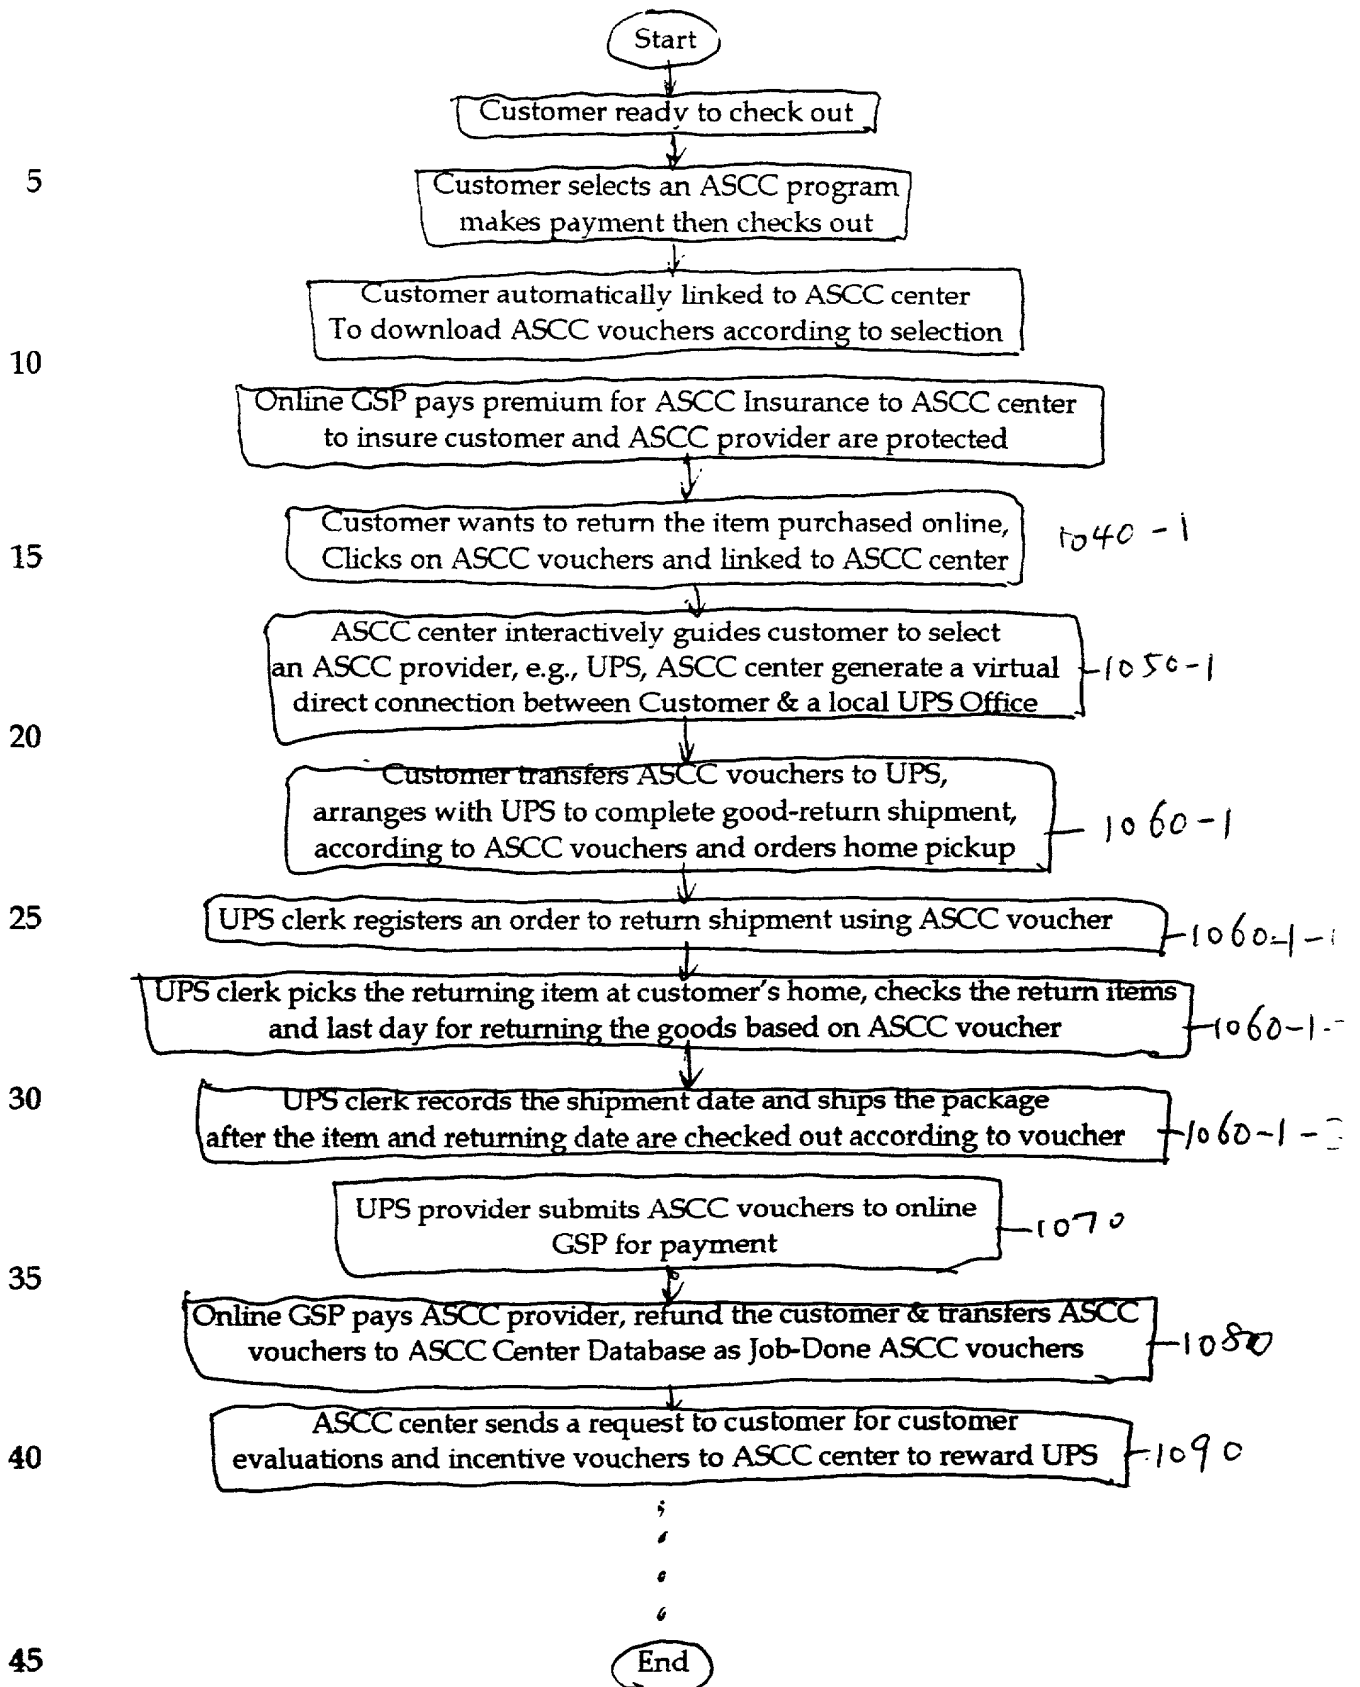 Start
Customer ready to check out
5
Customer selects an ASCC program
makes payment then checks out
Customer automatically linked to ASCC center
To download ASCC vouchers according to selection
10
Online GSP pays premium for ASCC Insurance to ASCC center
to insure customer and ASCC provider are protected
Customer wants to return the item purchased online,
1040-1
15
Clicks on ASCC vouchers and linked to ASCC center
ASCC center interactively guides customer to select
an ASCC provider, e.g., UPS, ASCC center generate a virtual
1050-1
direct connection between Customer & a local UPS Office
20
Customer transfers ASCC vouchers to UPS,
arranges with UPS to complete good-return shipment,
1060-1
according to ASCC vouchers and orders home pickup
25
UPS clerk registers an order to return shipment using ASCC voucher
UPS clerk picks the returning item at customer's home, checks the return items
and last day for returning the goods based on ASCC voucher
30
UPS clerk records the shipment date and ships the package
after the item and returning date are checked out according to voucher
UPS provider submits ASCC vouchers to online
1070
GSP for payment
35
Online GSP pays ASCC provider, refund the customer & transfers ASCC
vouchers to ASCC Center Database as Job-Done ASCC vouchers
1080
ASCC center sends a request to customer for customer
40
evaluations and incentive vouchers to ASCC center to reward UPS
1090
45
End